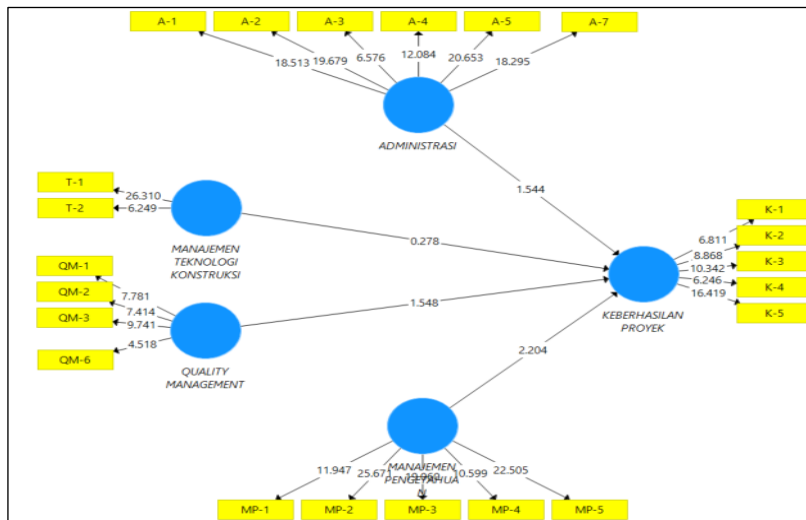 A-1 A-2 A-3 A-4 A-5 A-7
18.513 19.679 6.576 12.084 20.653 18.295
ADMINISTRASI
1.544
T-1
T-2
26.310
6.249
MANAJEMEN
TEKNOLOGI
KONSTRUKSI
0.278
QM-1
QM-2
QM-3
QM-6
7.781
7.414
9.741
4.518
QUALITY
MANAGEMENT
1.548
K-1
K-2
K-3
K-4
K-5
6.811
8.868
10.342
6.246
16.419
KEBERHASILAN
PROYEK
2.204
MANAJEMEN
PENGETAHUA
N
11.947 25.671 10.599 22.505
MP-1 MP-2 MP-3 MP-4 MP-5